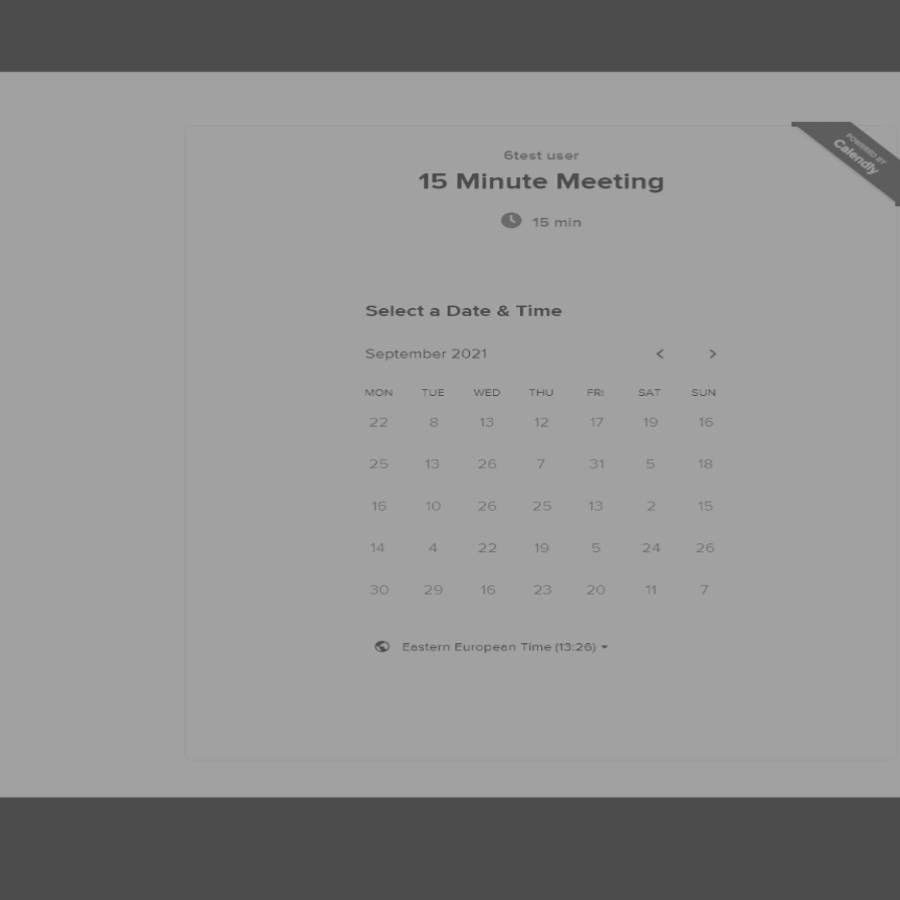 POWERED BY
Calendly
6test user
15 Minute Meeting
15 min
Select a Date & Time
September 2021 < >
MON TUE WED THU FRI SAT SUN
22 8 13 12 17 19 16
25 13 26 7 31 5 18
16 10 26 25 13 2 15
14 4 22 19 5 24 26
30 29 16 23 20 11 7
Eastern European Time (13:26)